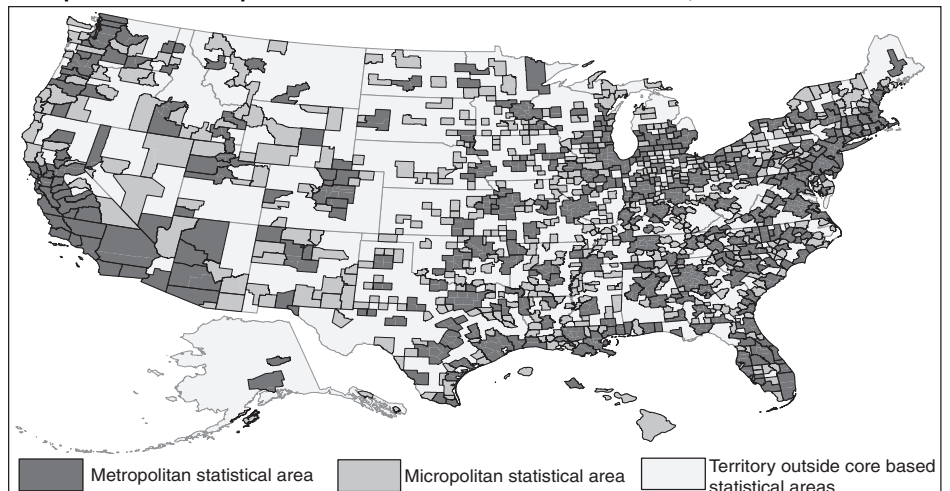 Metropolitan statistical area
Micropolitan statistical area
Territory outside core based
statistical areas